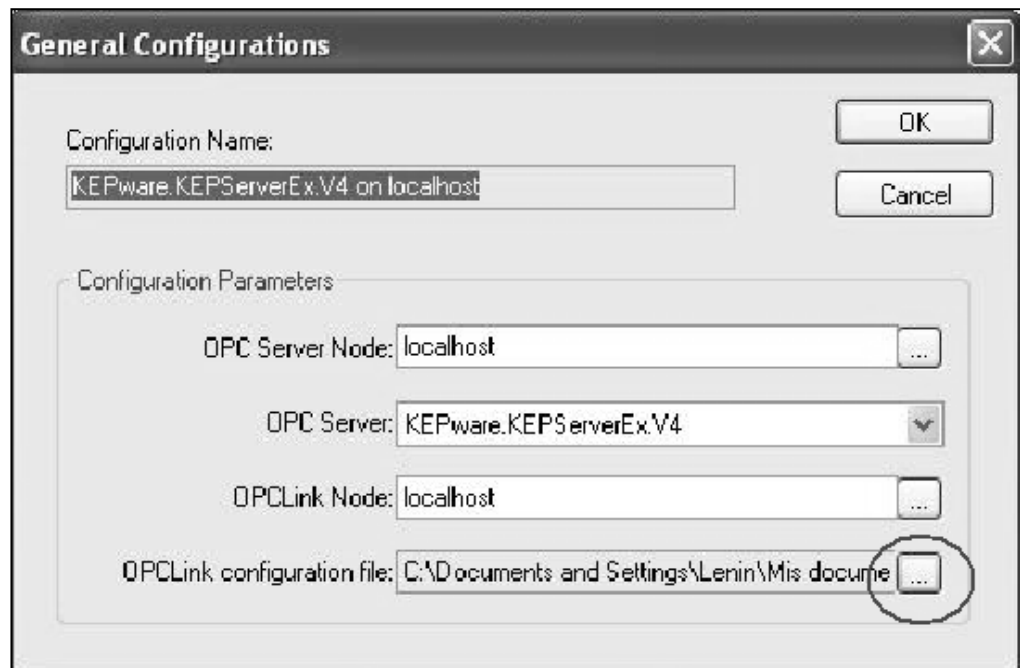 General Configurations
OK
Configuration Name:
KEPware.KEPServerEx.V4 on localhost
Cancel
Configuration Parameters
OPC Server Node: localhost ...
OPC Server: KEPware.KEPServerEx.V4
OPCLink Node: localhost ...
OPCLink configuration file: C:\Documents and Settings\Lenin\Mis docume ...